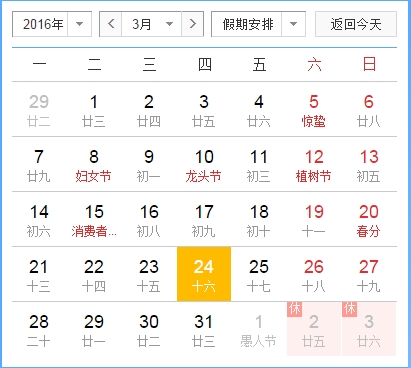 2016年 3月 假期安排 返回今天
一 二 三 四 五 六 日
29 1 2 3 4 5 6
廿二 廿三 廿四 廿五 廿六 惊蛰 廿八
7 8 9 10 11 12 13
廿九 妇女节 初一 龙头节 初三 植树节 初五
14 15 16 17 18 19 20
初六 消费者... 初八 初九 初十 十一 春分
21 22 23 24 25 26 27
十三 十四 十五 十六 十七 十八 十九
休 休
28 29 30 31 1 2 3
二十 廿一 廿二 廿三 愚人节 廿五 廿六